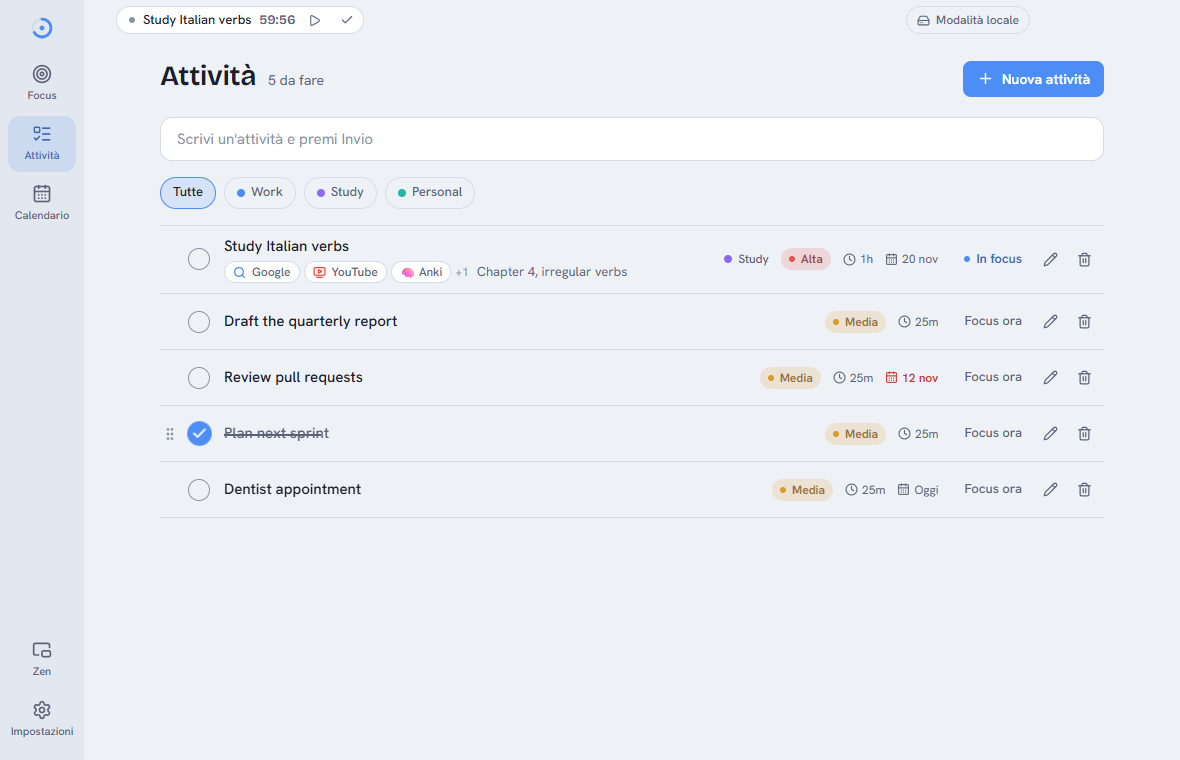 Study Italian verbs 59:56
Modalità locale
Focus
Attività
Calendario
Zen
Impostazioni
Attività 5 da fare
Nuova attività
Scrivi un'attività e premi Invio
Tutte Work Study Personal
Study Italian verbs
Google YouTube Anki +1 Chapter 4, irregular verbs
Study Alta 1h 20 nov In focus
Draft the quarterly report Media 25m Focus ora
Review pull requests Media 25m 12 nov Focus ora
Plan next sprint Media 25m Focus ora
Dentist appointment Media 25m Oggi Focus ora